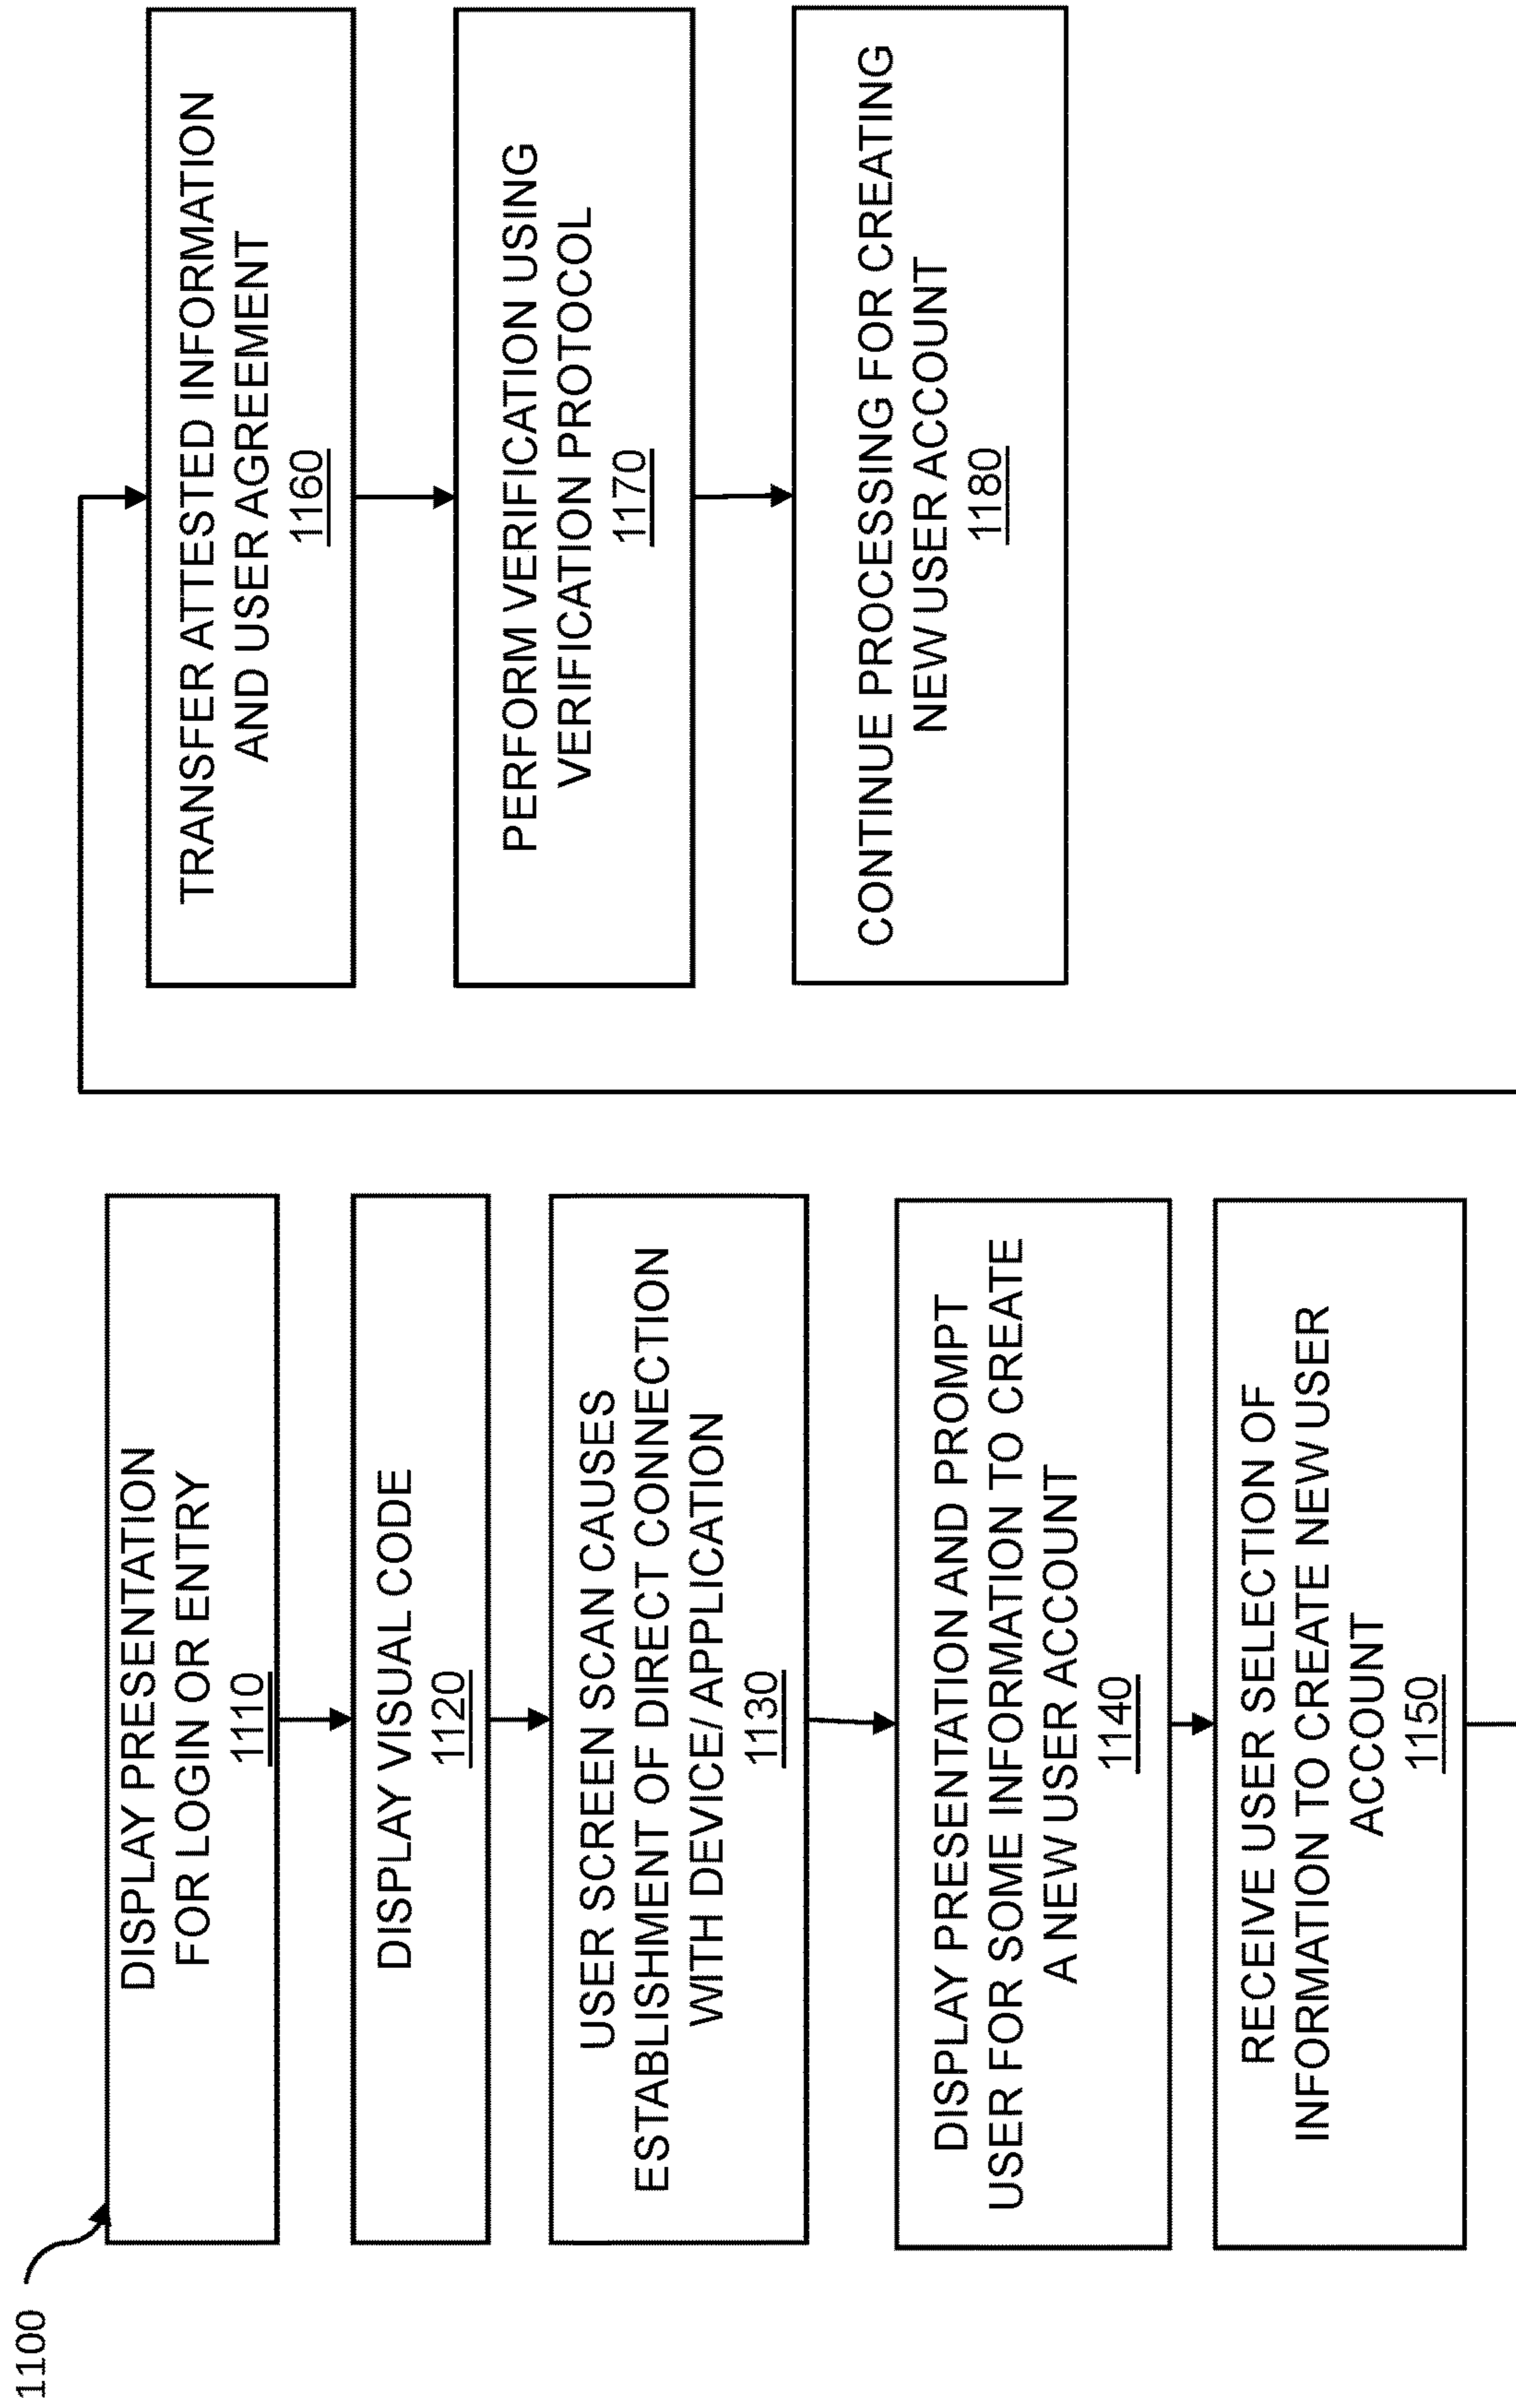 1100
DISPLAY PRESENTATION
FOR LOGIN OR ENTRY
1110
DISPLAY VISUAL CODE
1120
USER SCREEN SCAN CAUSES
ESTABLISHMENT OF DIRECT CONNECTION
WITH DEVICE/ APPLICATION
1130
DISPLAY PRESENTATION AND PROMPT
USER FOR SOME INFORMATION TO CREATE
A NEW USER ACCOUNT
1140
RECEIVE USER SELECTION OF
INFORMATION TO CREATE NEW USER
ACCOUNT
1150
TRANSFER ATTESTED INFORMATION
AND USER AGREEMENT
1160
PERFORM VERIFICATION USING
VERIFICATION PROTOCOL
1170
CONTINUE PROCESSING FOR CREATING
NEW USER ACCOUNT
1180